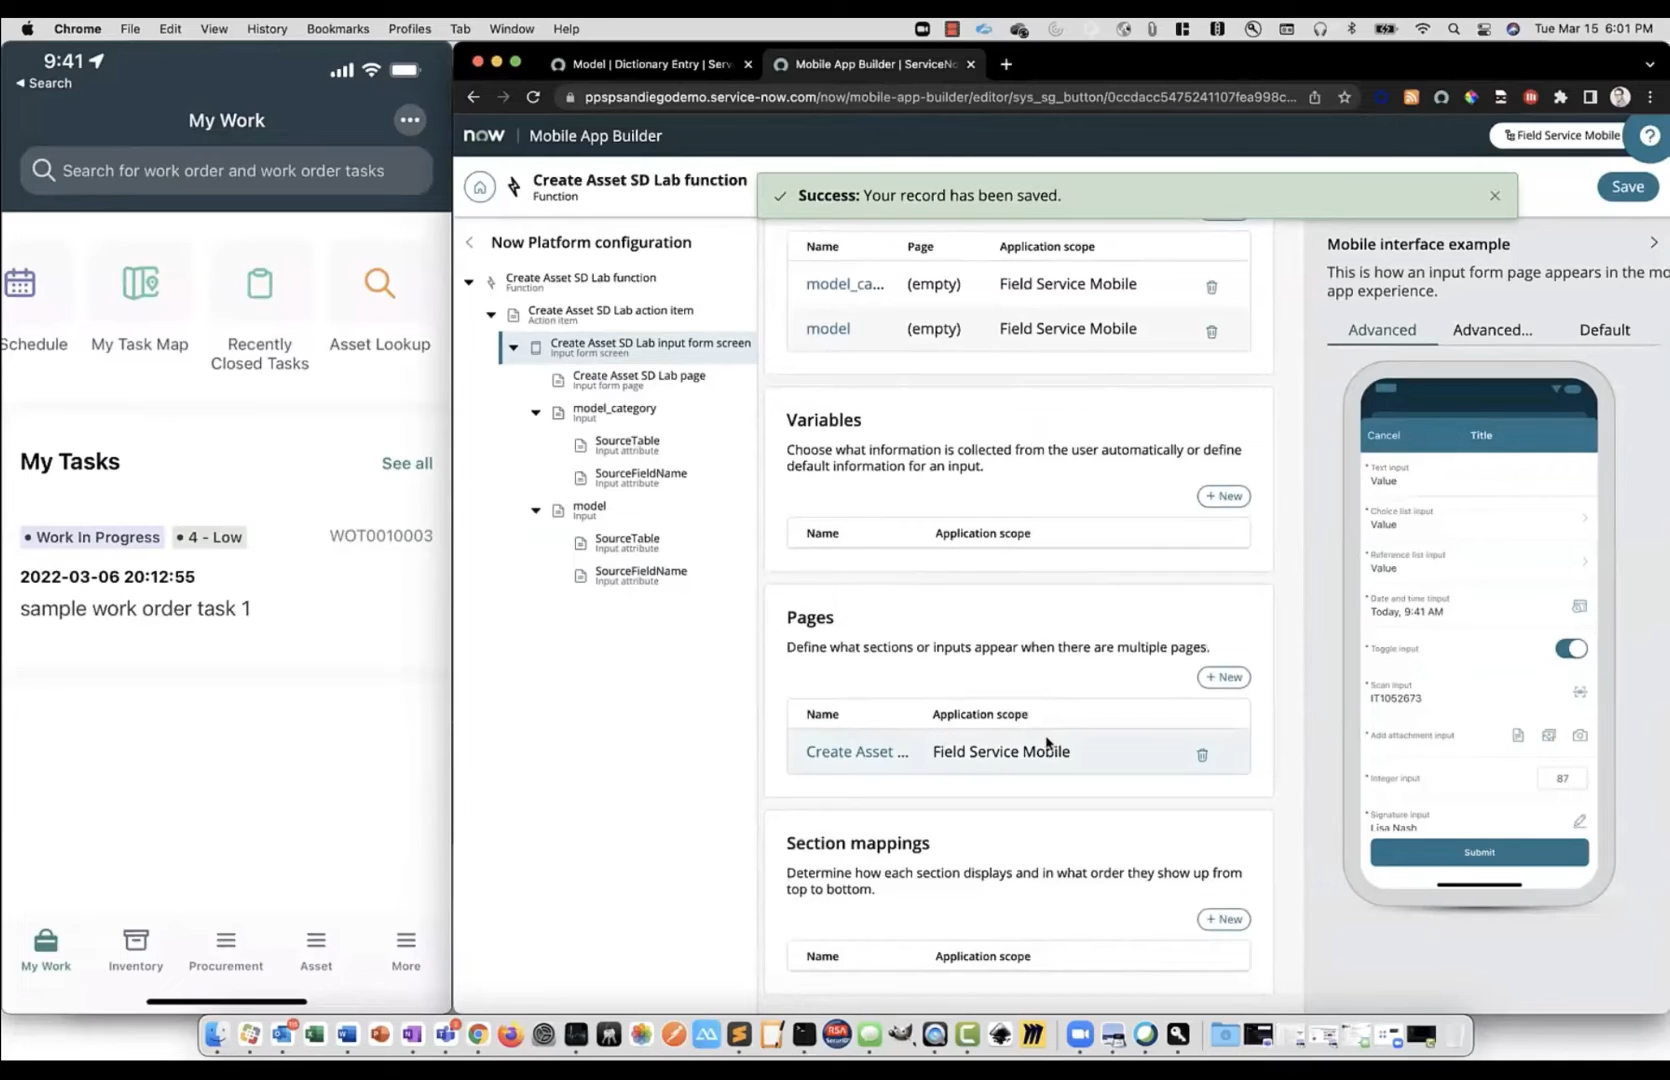 Chrome File Edit View History Bookmarks Profiles Tab Window Help Tue Mar 15 6:01 PM
9:41
Search
My Work
Search for work order and work order tasks
Schedule
My Task Map
Recently
Closed Tasks
Asset Lookup
My Tasks
See all
• Work In Progress
• 4 - Low
WOT0010003
2022-03-06 20:12:55
sample work order task 1
My Work
Inventory
Procurement
Asset
More
Model | Dictionary Entry | Serv
Mobile App Builder | ServiceNo
ppspsandiegodemo.service-now.com/now/mobile-app-builder/editor/sys_sg_button/0ccdacc5475241107fea998c...
now | Mobile App Builder
Field Service Mobile
?
Create Asset SD Lab function
Function
Success: Your record has been saved.
Save
Now Platform configuration
Create Asset SD Lab function
Function
Create Asset SD Lab action item
Action item
Create Asset SD Lab input form screen
Input form screen
Create Asset SD Lab page
Input form page
model_category
Input
SourceTable
Input attribute
SourceFieldName
Input attribute
model
Input
SourceTable
Input attribute
SourceFieldName
Input attribute
Name Page Application scope
model_ca... (empty) Field Service Mobile
model (empty) Field Service Mobile
Variables
Choose what information is collected from the user automatically or define
default information for an input.
+ New
Name Application scope
Pages
Define what sections or inputs appear when there are multiple pages.
+ New
Name Application scope
Create Asset ... Field Service Mobile
Section mappings
Determine how each section displays and in what order they show up from
top to bottom.
+ New
Name Application scope
Mobile interface example
This is how an input form page appears in the mo
app experience.
Advanced Advanced... Default
Cancel Title
* Text input
Value
* Choice list input
Value
* Reference list input
Value
* Date and time tinput
Today, 9:41 AM
* Toggle input
* Scan input
IT1052673
* Add attachment input
* Integer input 87
* Signature input
Lisa Nash
Submit